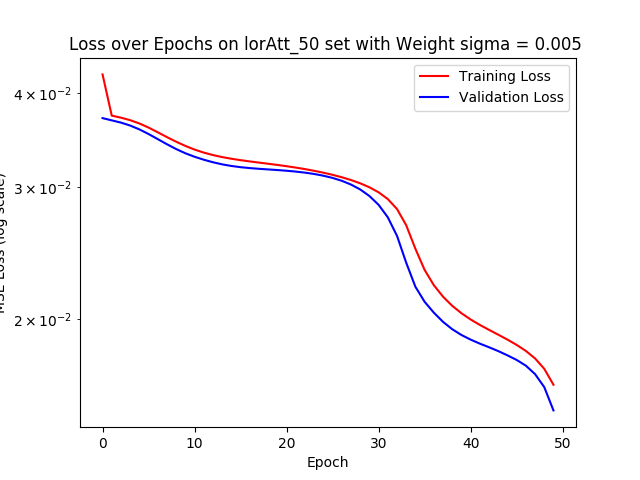 Loss over Epochs on lorAtt_50 set with Weight sigma = 0.005
Training Loss
Validation Loss
4 × 10⁻²
3 × 10⁻²
2 × 10⁻²
MSE Loss (log scale)
0 10 20 30 40 50
Epoch